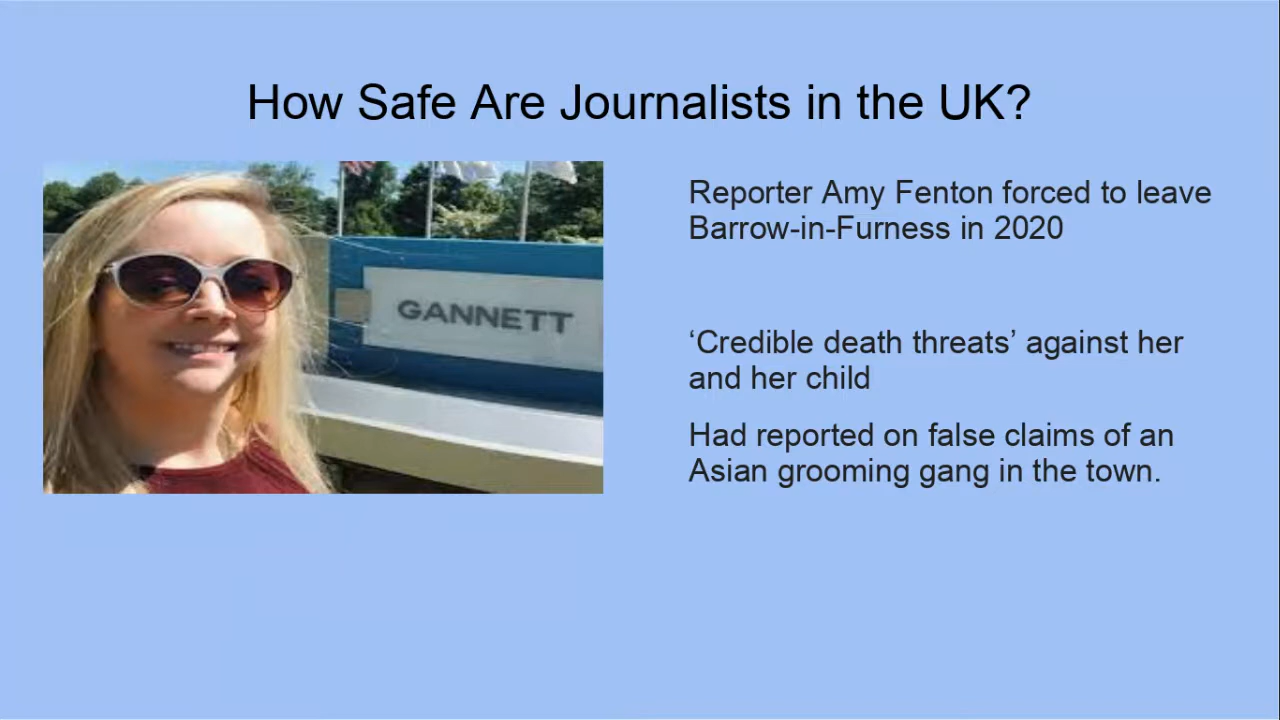 How Safe Are Journalists in the UK?
GANNETT
Reporter Amy Fenton forced to leave
Barrow-in-Furness in 2020
‘Credible death threats’ against her
and her child
Had reported on false claims of an
Asian grooming gang in the town.